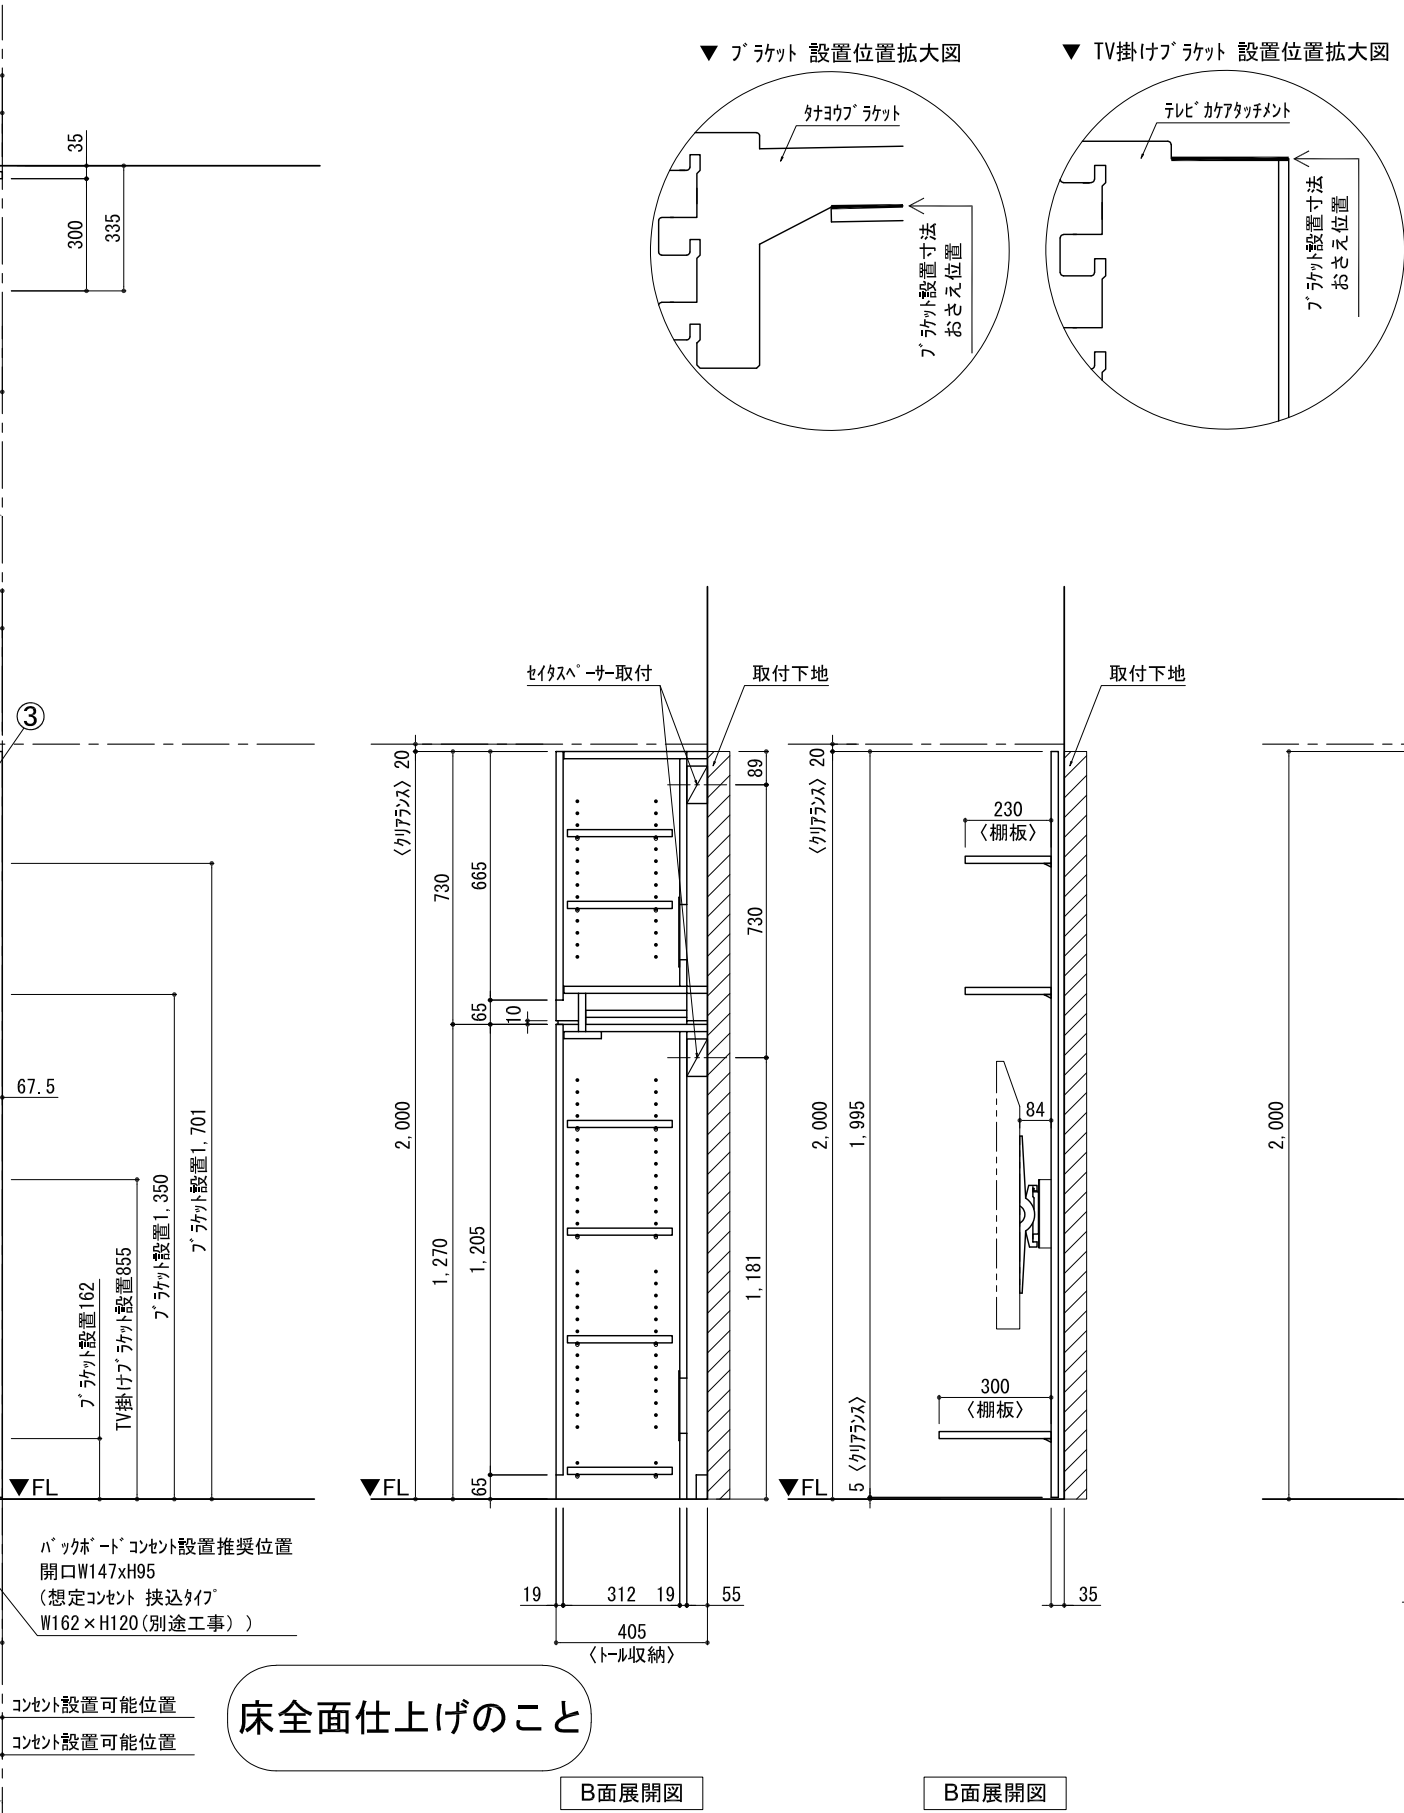 ▼ ブラケット 設置位置拡大図
▼ TV掛けブラケット 設置位置拡大図
タナヨウブラケット
ブラケット設置寸法
おさえ位置
テレビカケアタッチメント
ブラケット設置寸法
おさえ位置
35
300
335
③
セイタスペーサー取付
取付下地
取付下地
〈クリアランス〉 20
730
665
65
10
2,000
1,270
1,205
65
89
730
1,181
〈クリアランス〉 20
2,000
1,995
5 〈クリアランス〉
230
〈棚板〉
84
300
〈棚板〉
2,000
67.5
ブラケット設置162
TV掛けブラケット設置855
ブラケット設置1,350
ブラケット設置1,701
▼FL
▼FL
▼FL
バックボードコンセント設置推奨位置
開口W147xH95
(想定コンセント 挟込タイプ
W162×H120(別途工事) )
19
312
19
55
405
〈トール収納〉
35
コンセント設置可能位置
コンセント設置可能位置
床全面仕上げのこと
B面展開図
B面展開図